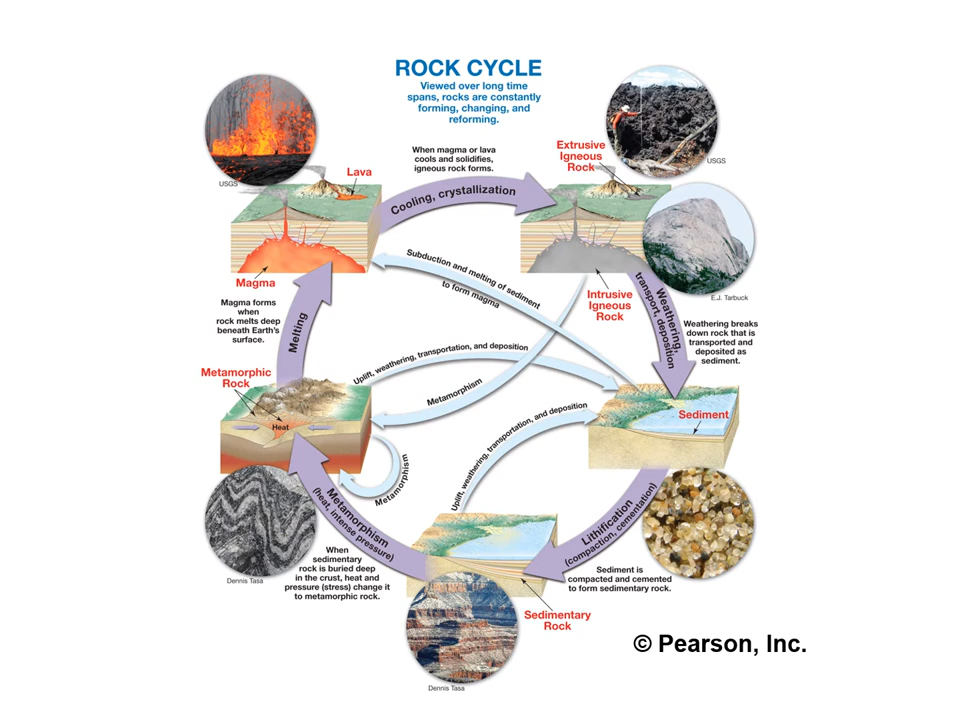 ROCK CYCLE
Viewed over long time
spans, rocks are constantly
forming, changing, and
reforming.
USGS
Lava
When magma or lava
cools and solidifies,
igneous rock forms.
Cooling, crystallization
Extrusive
Igneous
Rock
USGS
Magma
Subduction and melting of sediment
to form magma
Intrusive
Igneous
Rock
E.J. Tarbuck
Weathering,
transport, deposition
Weathering breaks
down rock that is
transported and
deposited as
sediment.
Magma forms
when
rock melts deep
beneath Earth's
surface.
Melting
Metamorphic
Rock
Heat
Uplift, weathering, transportation, and deposition
Metamorphism
Uplift, weathering, transportation, and deposition
Sediment
Metamorphism
Metamorphism
(heat, intense pressure)
Lithification
(compaction, cementation)
When
sedimentary
rock is buried deep
in the crust, heat and
pressure (stress) change it
to metamorphic rock.
Dennis Tasa
Sediment is
compacted and cemented
to form sedimentary rock.
Sedimentary
Rock
Dennis Tasa
© Pearson, Inc.